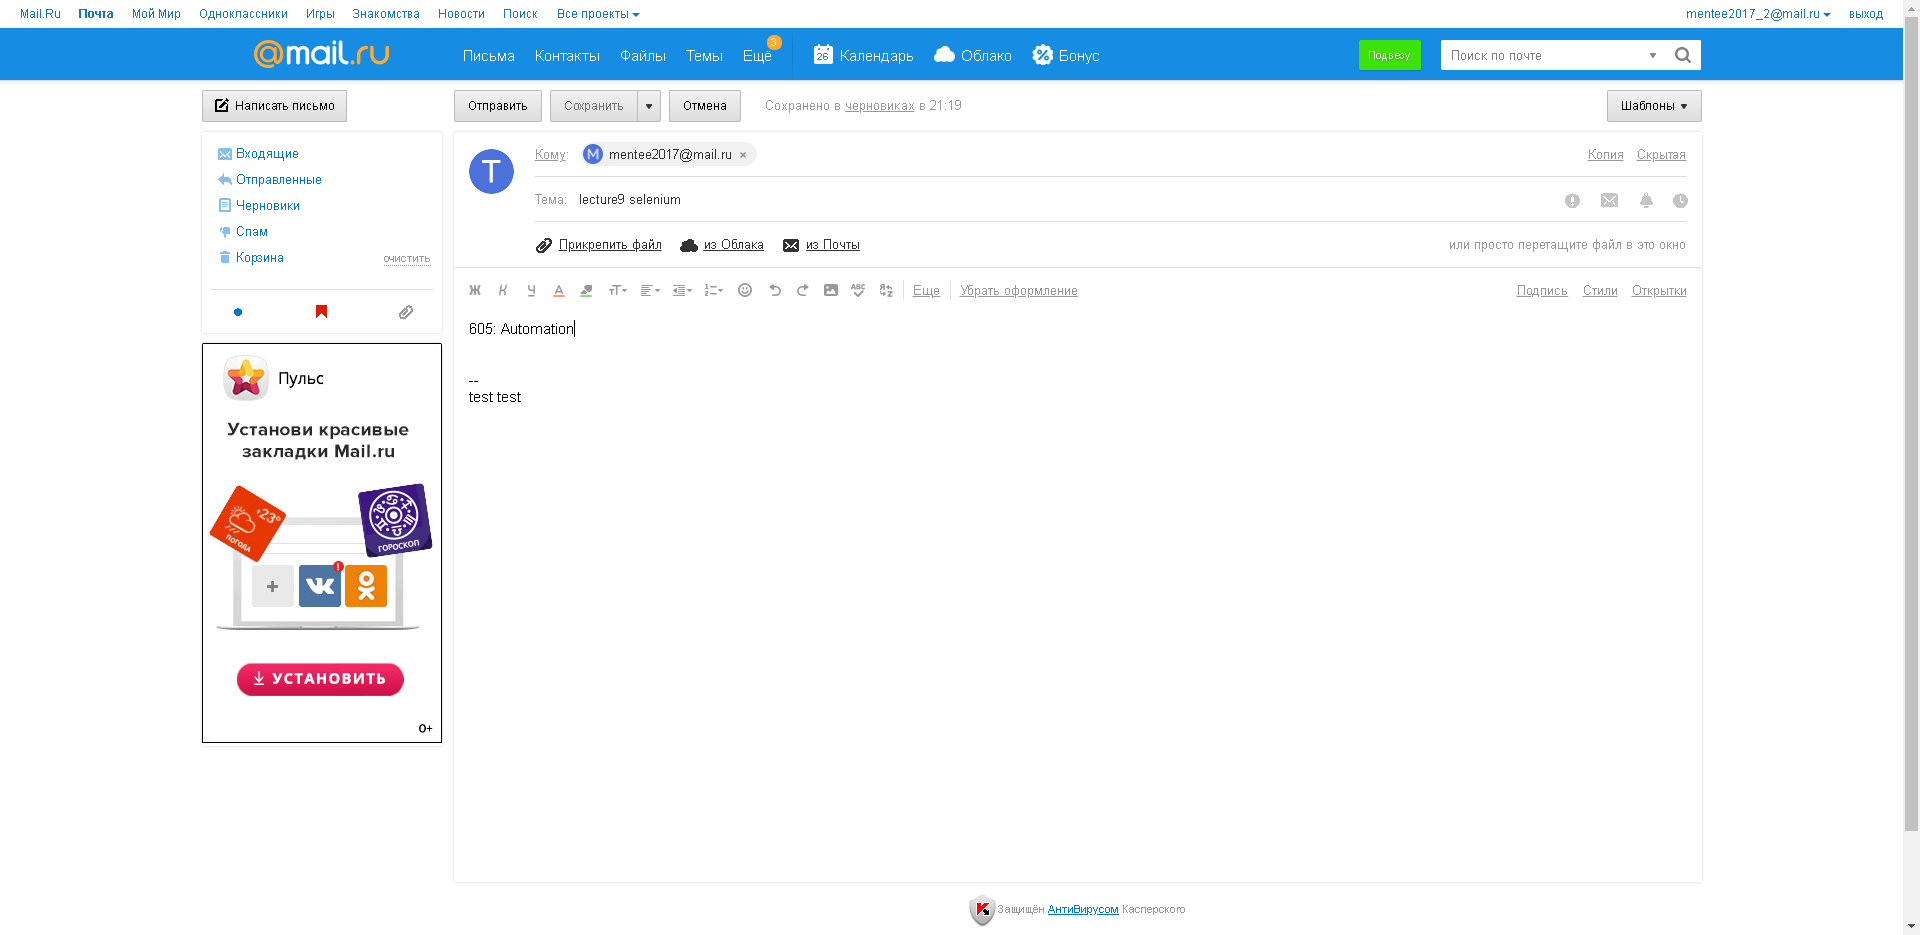 Mail.Ru Почта Мой Мир Одноклассники Игры Знакомства Новости Поиск Все проекты mentee2017_2@mail.ru выход
@mail.ru Письма Контакты Файлы Темы Ещё 3 26 Календарь Облако Бонус Подвезу Поиск по почте
Написать письмо Отправить Сохранить Отмена Сохранено в черновиках в 21:19 Шаблоны
Входящие
Отправленные
Черновики
Спам
Корзина очистить
T Кому: M mentee2017@mail.ru × Копия Скрытая
Тема: lecture9 selenium
Прикрепить файл из Облака из Почты или просто перетащите файл в это окно
Ж К Ч А тТ ABC Еще Убрать оформление Подпись Стили Открытки
605: Automation
--
test test
Пульс
Установи красивые
закладки Mail.ru
+23°
ПОГОДА
ГОРОСКОП
УСТАНОВИТЬ
0+
Защищён АнтиВирусом Касперского